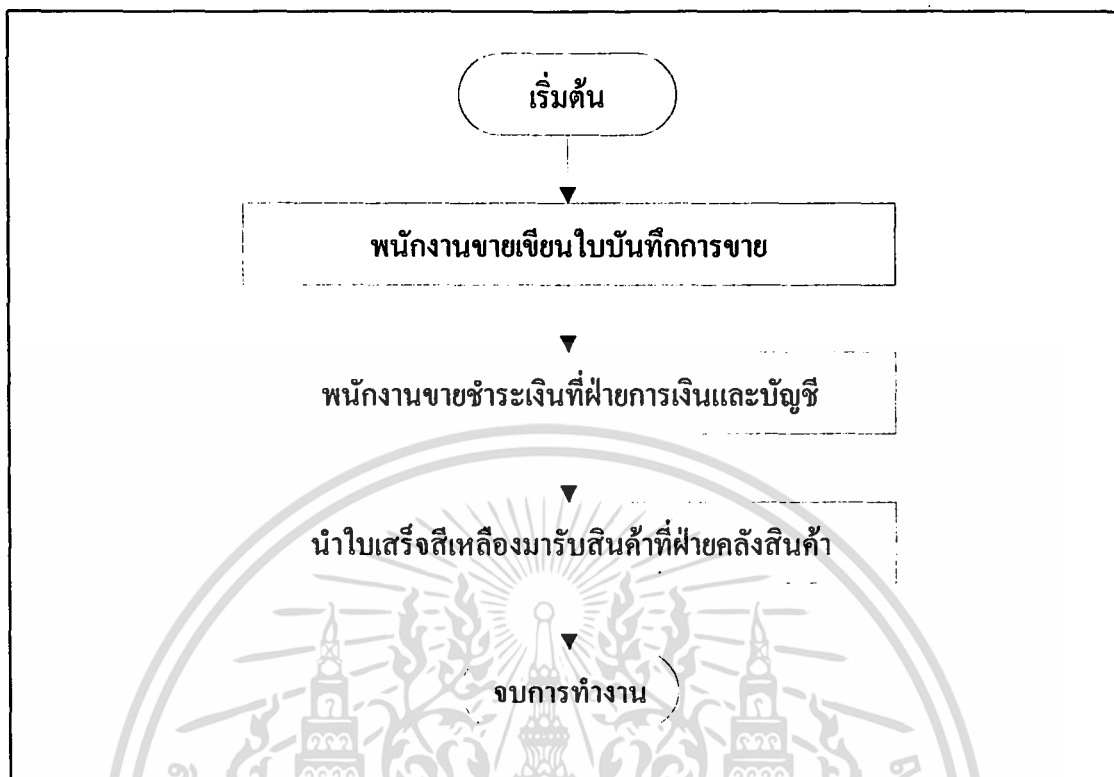 เริ่มต้น
พนักงานขายเขียนใบบันทึกการขาย
พนักงานขายชำระเงินที่ฝ่ายการเงินและบัญชี
นำใบเสร็จสีเหลืองมารับสินค้าที่ฝ่ายคลังสินค้า
จบการทำงาน